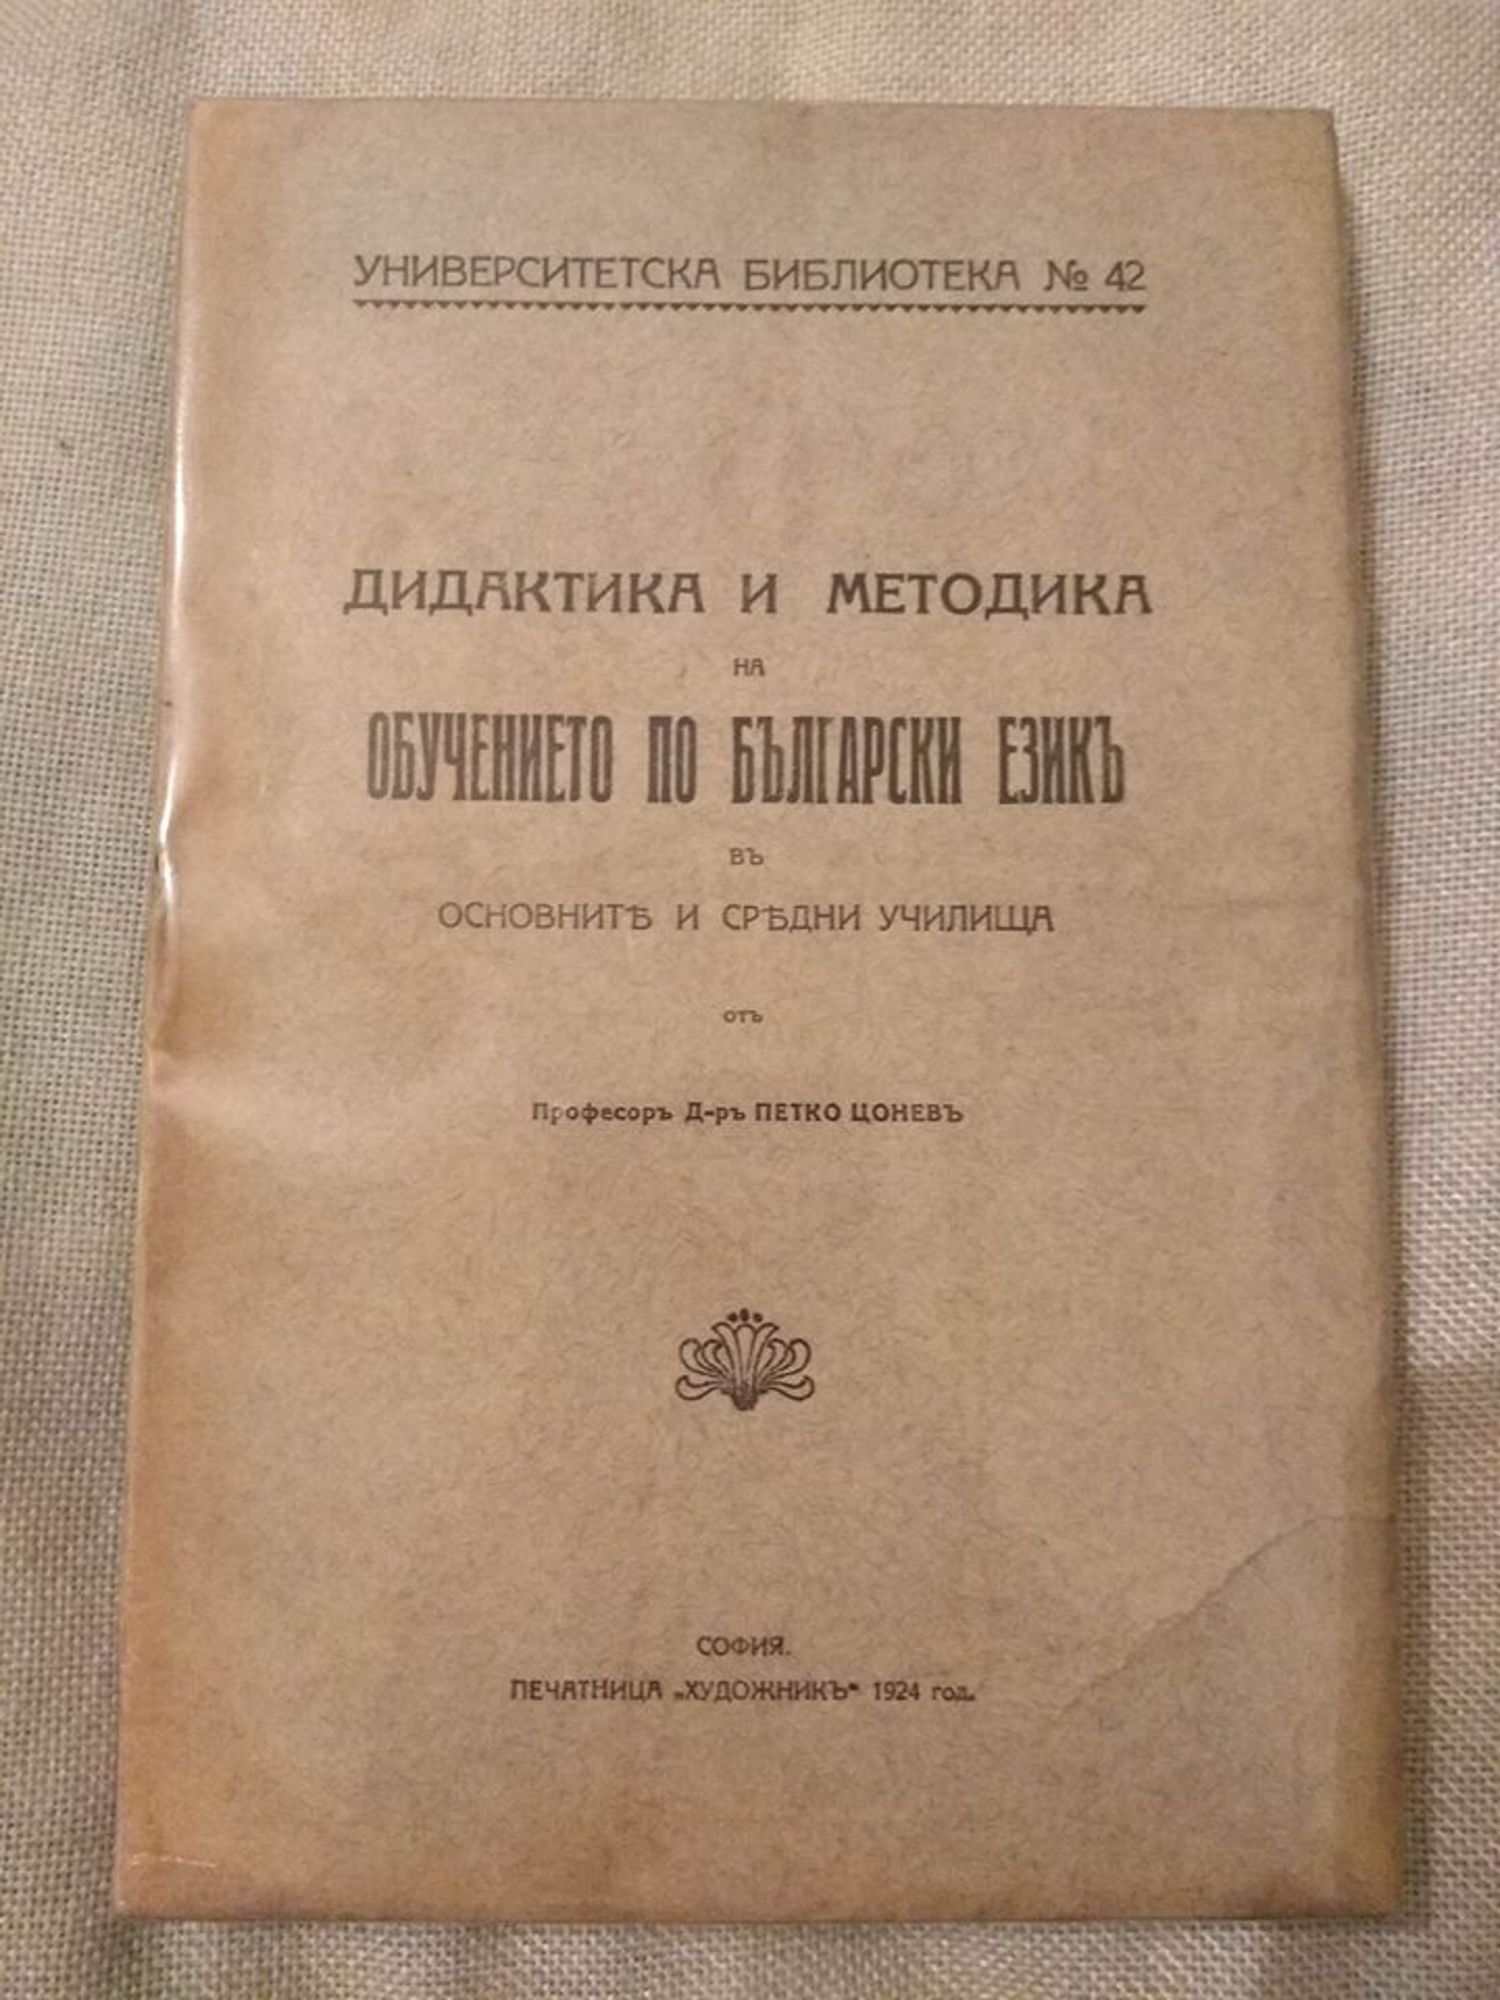 УНИВЕРСИТЕТСКА БИБЛИОТЕКА № 42
ДИДАКТИКА И МЕТОДИКА
НА
ОБУЧЕНИЕТО ПО БЪЛГАРСКИ ЕЗИКЪ
ВЪ
ОСНОВНИТѢ И СРѢДНИ УЧИЛИЩА
отъ
Професоръ Д-ръ ПЕТКО ЦОНЕВЪ
СОФИЯ.
ПЕЧАТНИЦА „ХУДОЖНИКЪ“ 1924 год.